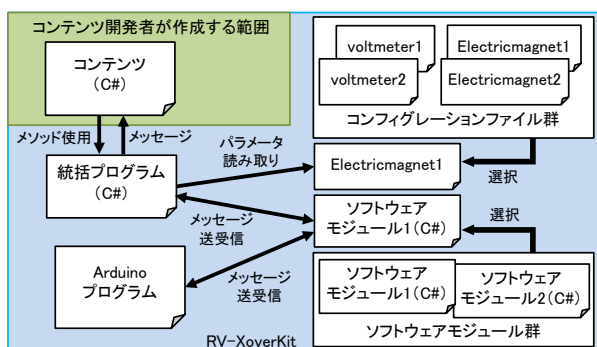 コンテンツ開発者が作成する範囲
コンテンツ
(C#)
メソッド使用
メッセージ
統括プログラム
(C#)
パラメータ
読み取り
メッセージ
送受信
Arduino
プログラム
メッセージ
送受信
RV-XoverKit
voltmeter1
voltmeter2
Electricmagnet1
Electricmagnet2
コンフィグレーションファイル群
Electricmagnet1
選択
ソフトウェア
モジュール1(C#)
選択
ソフトウェア
モジュール1(C#)
ソフトウェア
モジュール2(C#)
ソフトウェアモジュール群